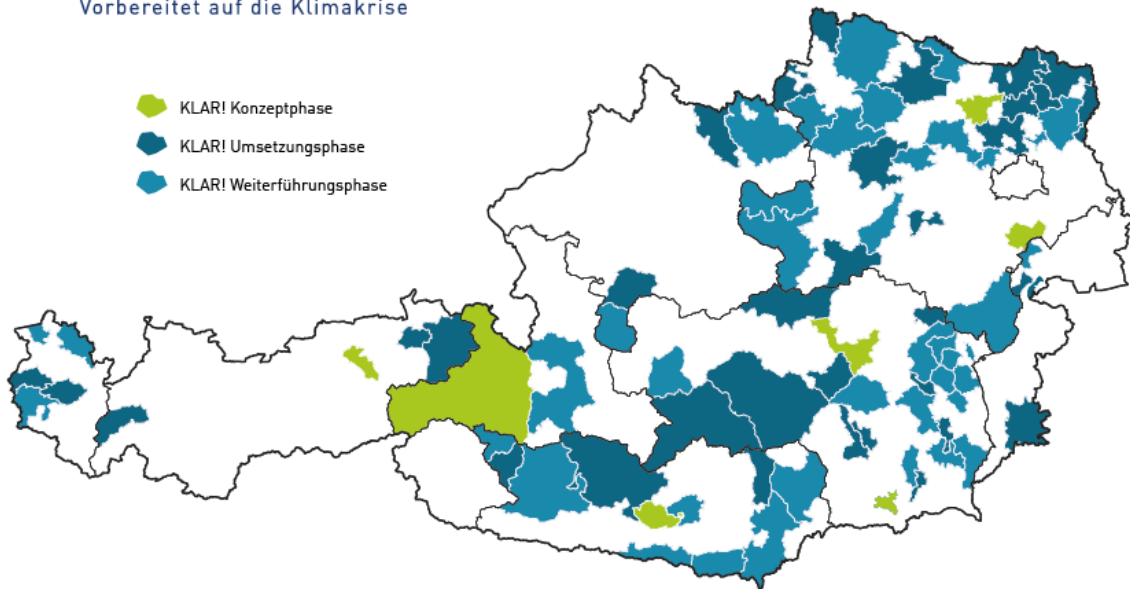 Vorbereitet auf die Klimakrise
KLAR! Konzeptphase
KLAR! Umsetzungsphase
KLAR! Weiterführungsphase